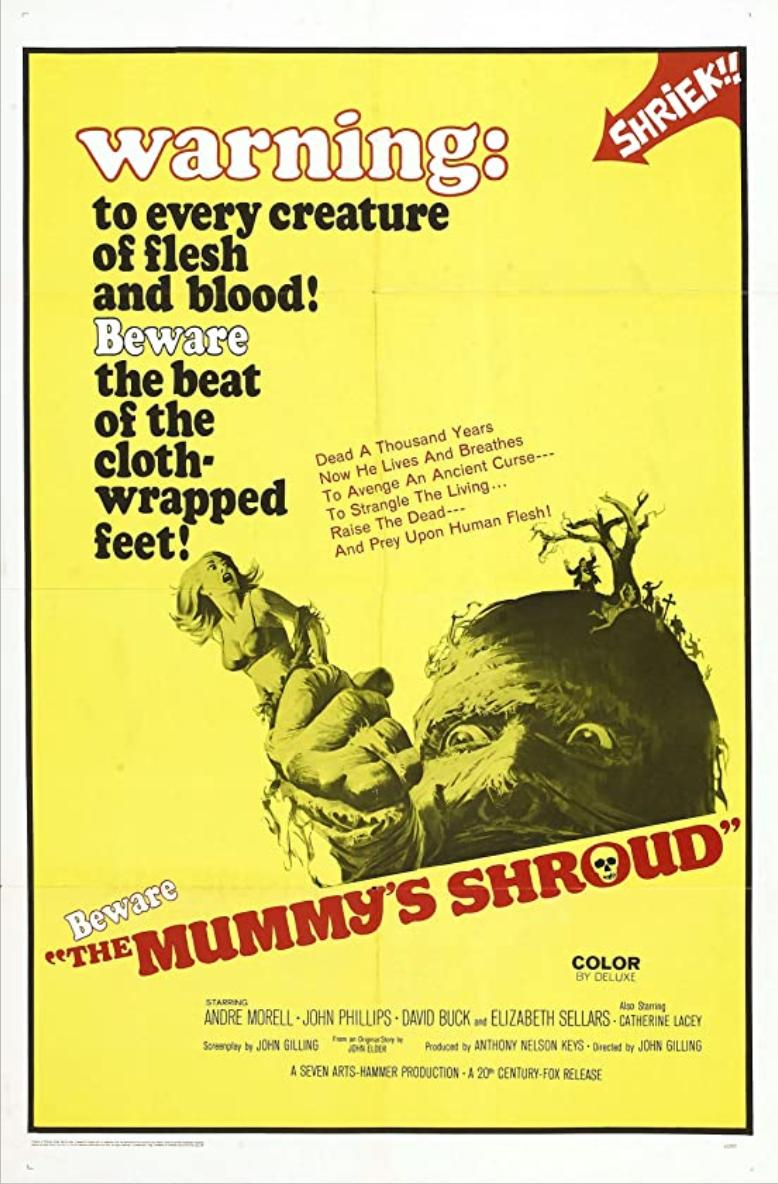 SHRIEK!!
warning:
to every creature
of flesh
and blood!
Beware
the beat
of the
cloth-
wrapped
feet!
Dead A Thousand Years
Now He Lives And Breathes
To Avenge An Ancient Curse---
To Strangle The Living...
Raise The Dead---
And Prey Upon Human Flesh!
Beware
"THE MUMMY'S SHROUD"
COLOR
BY DELUXE
STARRING
ANDRE MORELL · JOHN PHILLIPS · DAVID BUCK and ELIZABETH SELLARS · Also Starring CATHERINE LACEY
Screenplay by JOHN GILLING From an Original Story by JOHN ELDER Produced by ANTHONY NELSON KEYS · Directed by JOHN GILLING
A SEVEN ARTS-HAMMER PRODUCTION · A 20th CENTURY-FOX RELEASE